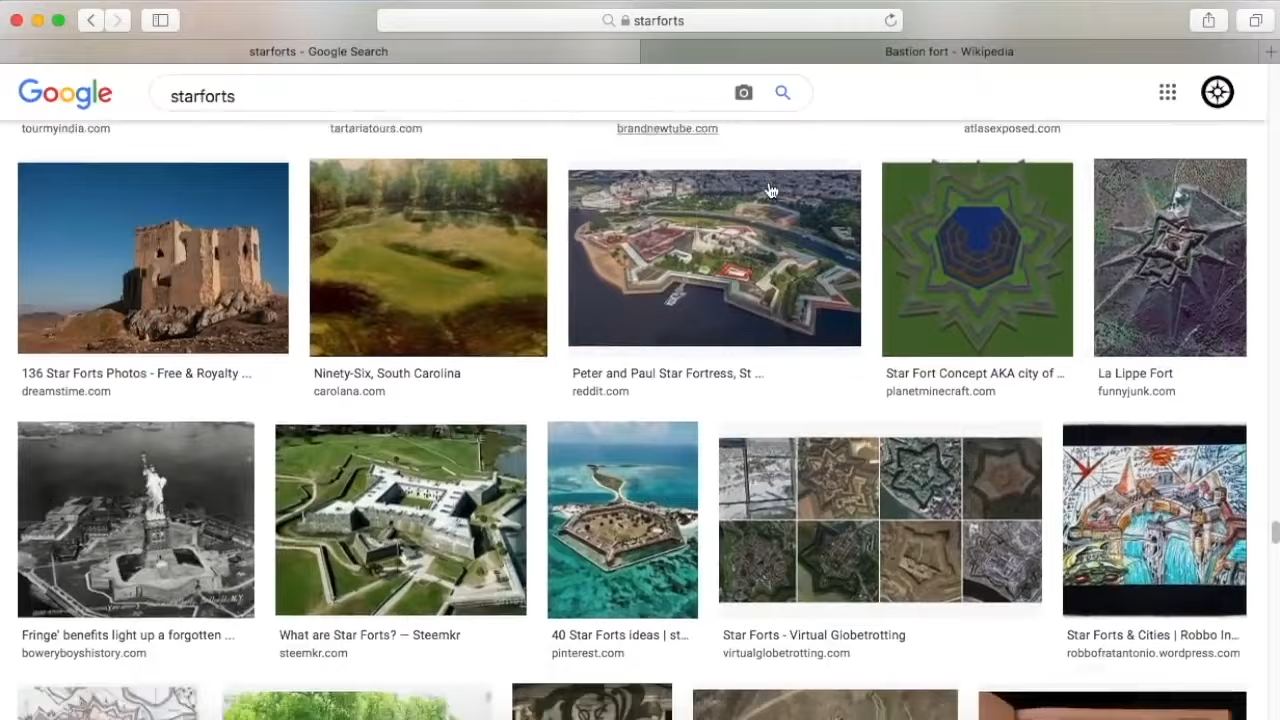 starforts
starforts - Google Search
Bastion fort - Wikipedia
Google
starforts
tourmyindia.com
tartariatours.com
brandnewtube.com
atlasexposed.com
136 Star Forts Photos - Free & Royalty ...
dreamstime.com
Ninety-Six, South Carolina
carolana.com
Peter and Paul Star Fortress, St ...
reddit.com
Star Fort Concept AKA city of ...
planetminecraft.com
La Lippe Fort
funnyjunk.com
Fringe' benefits light up a forgotten ...
boweryboyshistory.com
What are Star Forts? — Steemkr
steemkr.com
40 Star Forts ideas | st...
pinterest.com
Star Forts - Virtual Globetrotting
virtualglobetrotting.com
Star Forts & Cities | Robbo In...
robbofratantonio.wordpress.com